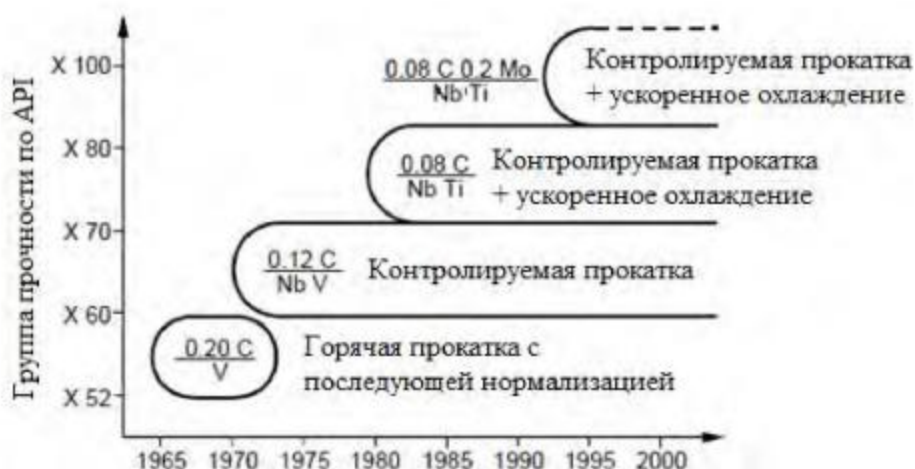 Группа прочности по API
X 100
X 80
X 70
X 60
X 52
0.08 C 0.2 Mo
Nb Ti
Контролируемая прокатка
+ ускоренное охлаждение
0.08 C
Nb Ti
Контролируемая прокатка
+ ускоренное охлаждение
0.12 C
Nb V
Контролируемая прокатка
0.20 C
V
Горячая прокатка с
последующей нормализацией
1965 1970 1975 1980 1985 1990 1995 2000